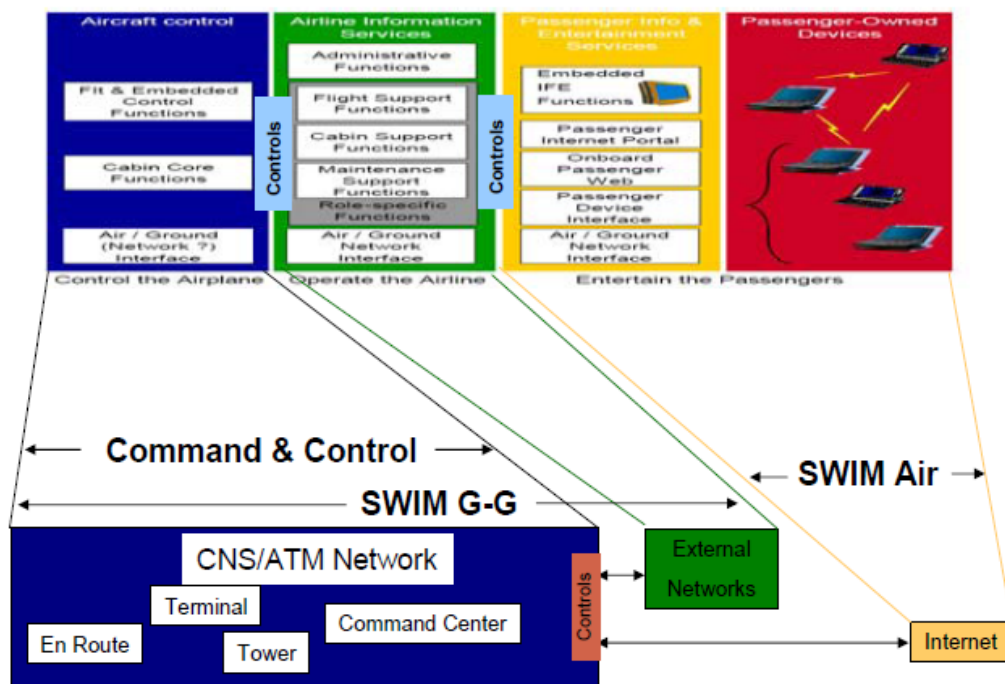 Aircraft control
Flt & Embedded
Control
Functions
Cabin Core
Functions
Air / Ground
(Network ?)
Interface
Control the Airplane
Controls
Airline Information
Services
Administrative
Functions
Flight Support
Functions
Cabin Support
Functions
Maintenance
Support
Functions
Role-specific
Functions
Air / Ground
Network
Interface
Operate the Airline
Controls
Passenger Info &
Entertainment
Services
Embedded
IFE
Functions
Passenger
Internet Portal
Onboard
Passenger
Web
Passenger
Device
Interface
Air / Ground
Network
Interface
Passenger-Owned
Devices
Entertain the Passengers
Command & Control
SWIM Air
SWIM G-G
CNS/ATM Network
Terminal
En Route
Tower
Command Center
Controls
External
Networks
Internet